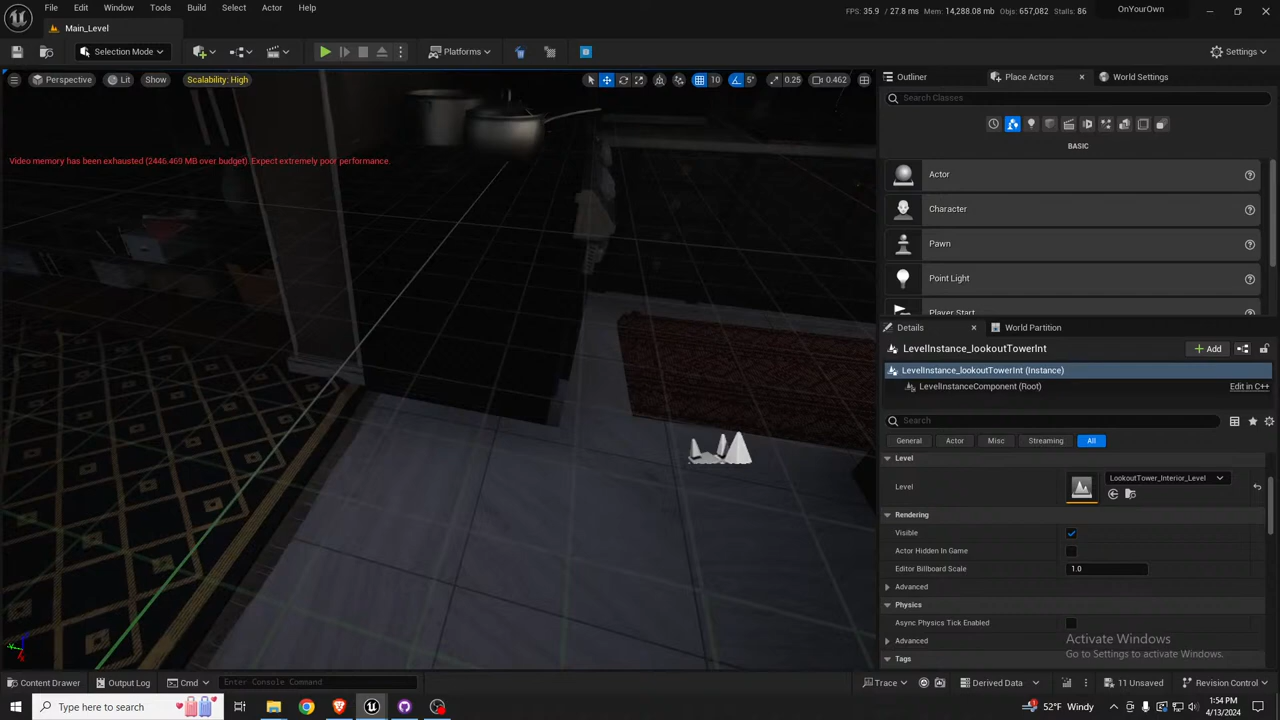 File Edit Window Tools Build Select Actor Help
FPS: 35.9 / 27.8 ms Mem: 14,288.08 mb Objs: 657,082 Stalls: 86
OnYourOwn
Main_Level
Selection Mode
Platforms
Settings
Perspective Lit Show Scalability: High
10 5° 0.25 0.462
Outliner Place Actors World Settings
Search Classes
BASIC
Actor
Character
Pawn
Point Light
Player Start
Video memory has been exhausted (2446.469 MB over budget). Expect extremely poor performance.
Details World Partition
LevelInstance_lookoutTowerInt
Add
LevelInstance_lookoutTowerInt (Instance)
LevelInstanceComponent (Root) Edit in C++
Search
General Actor Misc Streaming All
Level
Level LookoutTower_Interior_Level
Rendering
Visible
Actor Hidden In Game
Editor Billboard Scale 1.0
Advanced
Physics
Async Physics Tick Enabled
Advanced
Tags
Activate Windows
Go to Settings to activate Windows.
Content Drawer Output Log Cmd Enter Console Command
Trace Derived Data 11 Unsaved Revision Control
Type here to search
52°F Windy
1:54 PM
4/13/2024